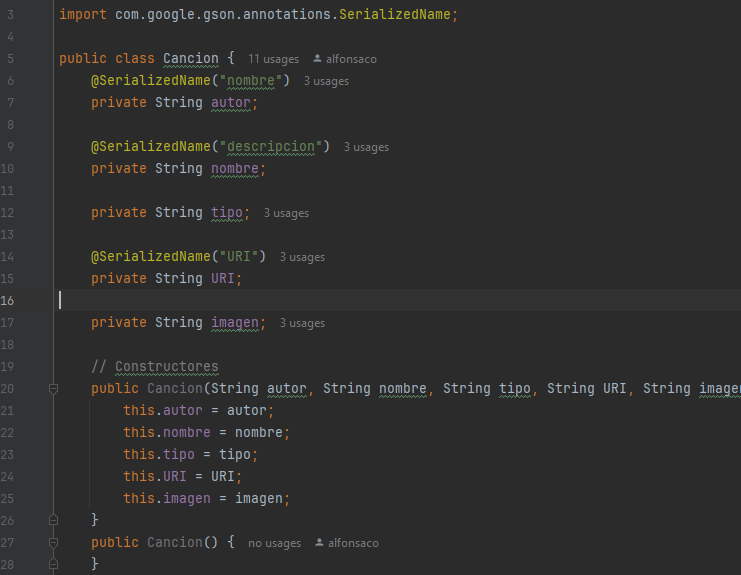 3 import com.google.gson.annotations.SerializedName;
4
5 public class Cancion { 11 usages alfonsaco
6 @SerializedName("nombre") 3 usages
7 private String autor;
8
9 @SerializedName("descripcion") 3 usages
10 private String nombre;
11
12 private String tipo; 3 usages
13
14 @SerializedName("URI") 3 usages
15 private String URI;
16
17 private String imagen; 3 usages
18
19 // Constructores
20 public Cancion(String autor, String nombre, String tipo, String URI, String image
21 this.autor = autor;
22 this.nombre = nombre;
23 this.tipo = tipo;
24 this.URI = URI;
25 this.imagen = imagen;
26 }
27 public Cancion() { no usages alfonsaco
28 }